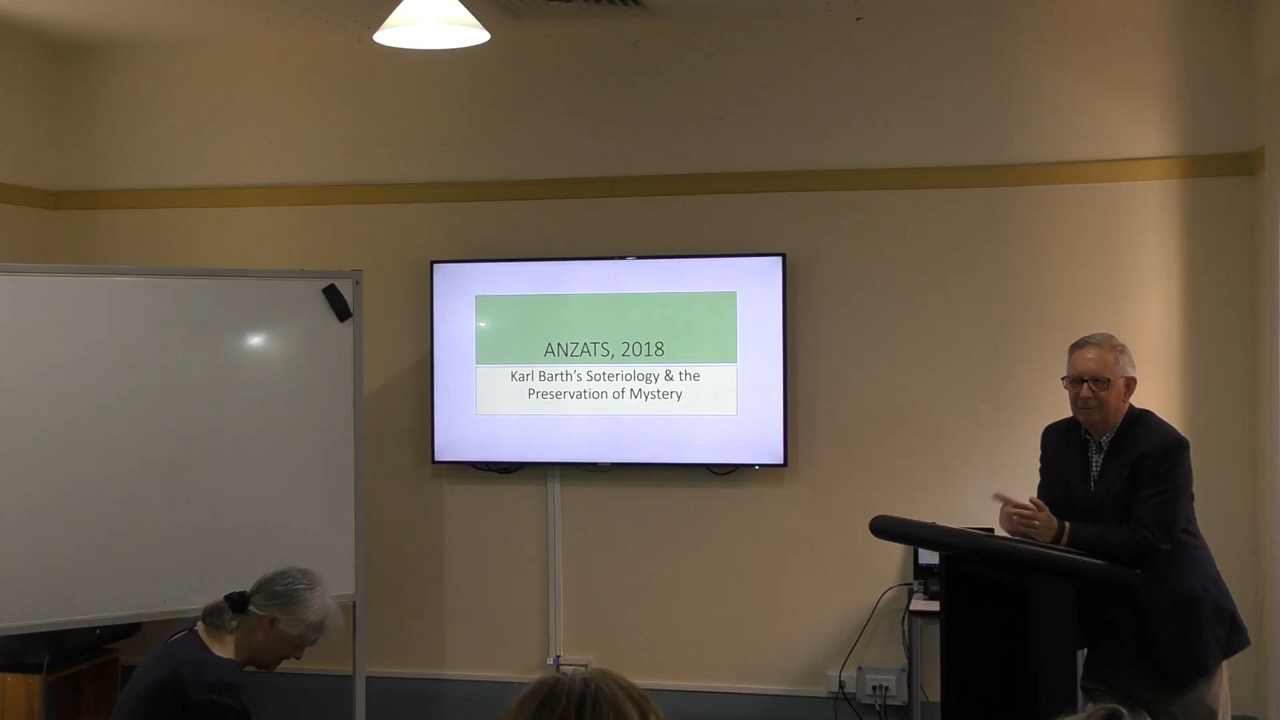 ANZATS, 2018
Karl Barth's Soteriology & the
Preservation of Mystery